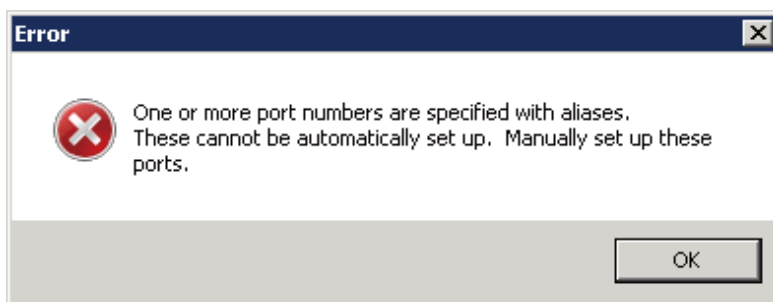 Error
One or more port numbers are specified with aliases.
These cannot be automatically set up.  Manually set up these
ports.
OK